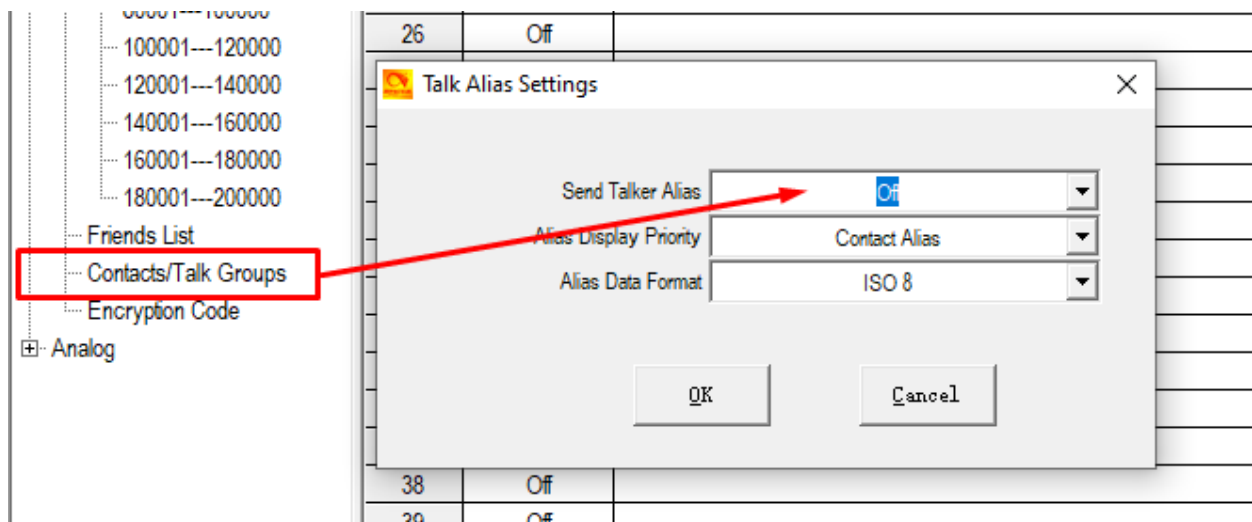 100001---120000
120001---140000
140001---160000
160001---180000
180001---200000
Friends List
Contacts/Talk Groups
Encryption Code
Analog
26 Off
Talk Alias Settings
Send Talker Alias Off
Alias Display Priority Contact Alias
Alias Data Format ISO 8
OK Cancel
38 Off
39 Off